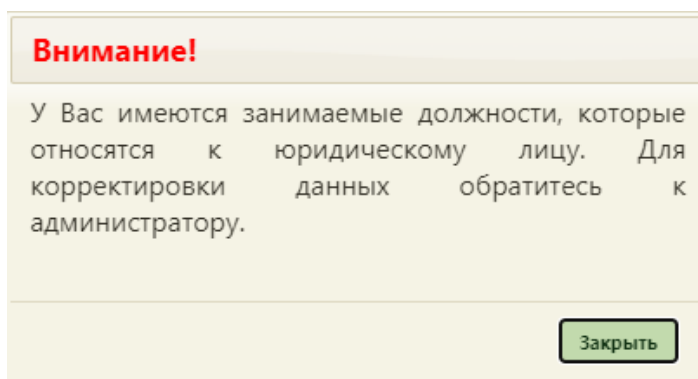 Внимание!
У Вас имеются занимаемые должности, которые
относятся к юридическому лицу. Для
корректировки данных обратитесь к
администратору.
Закрыть